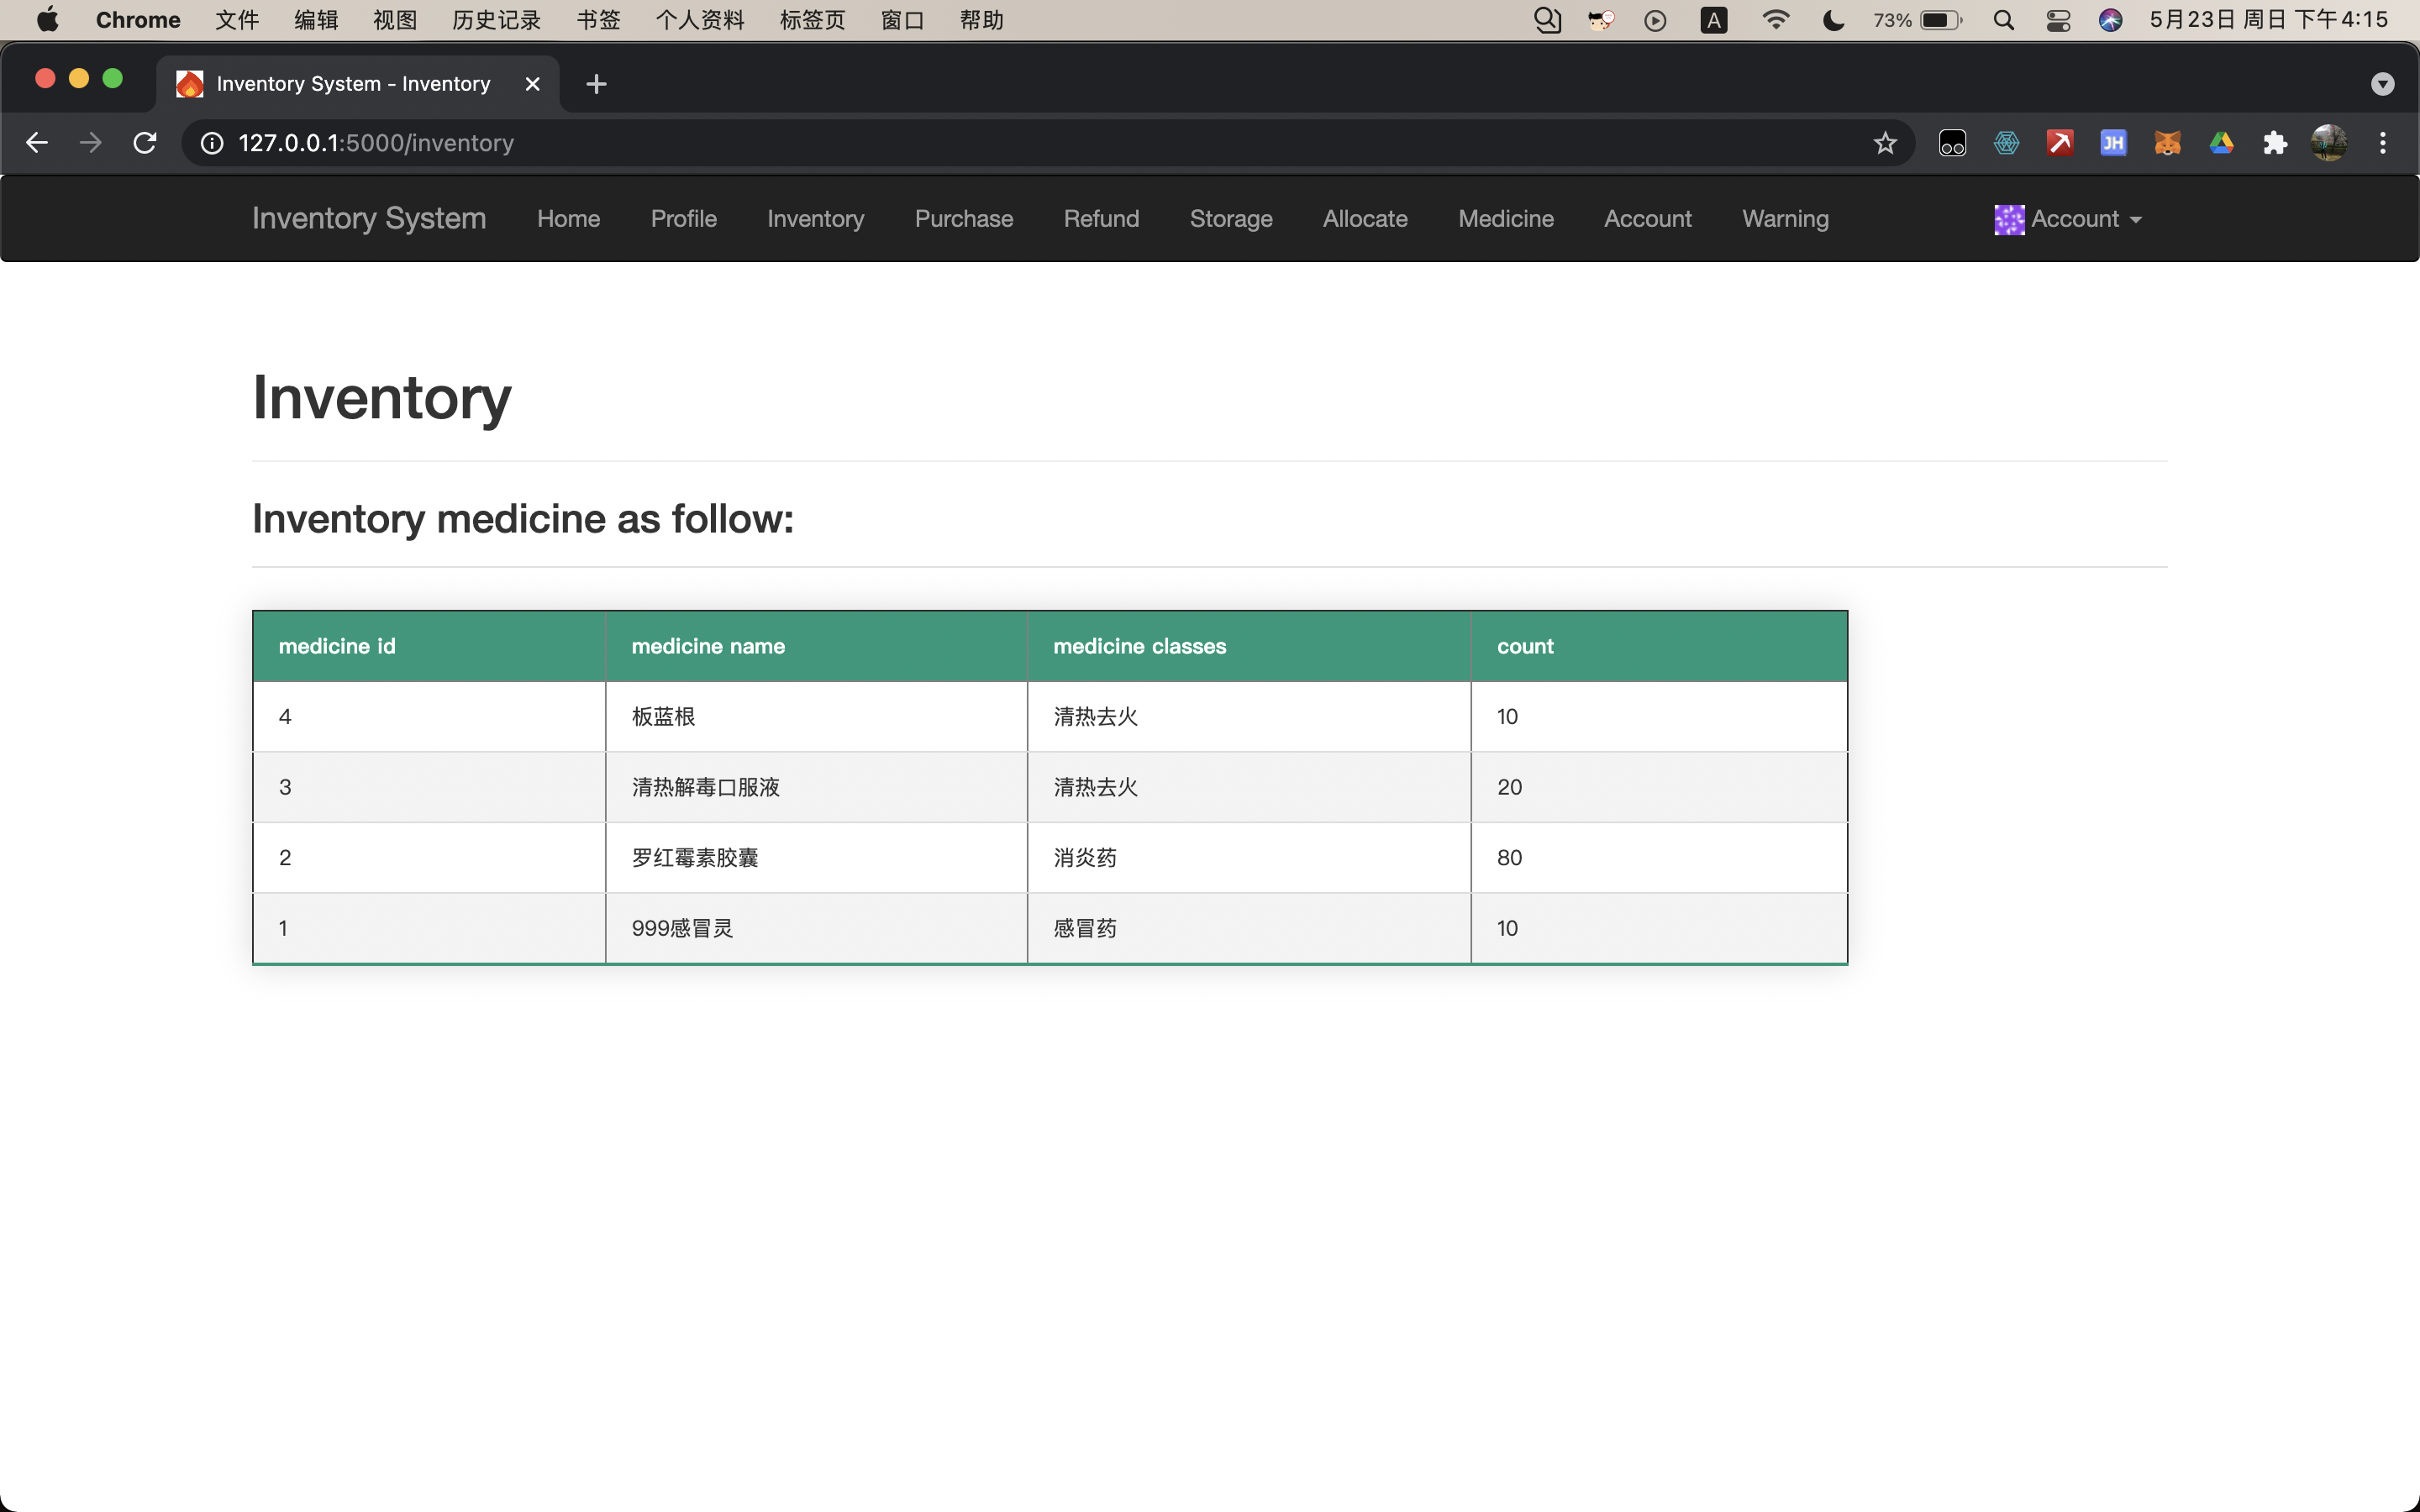 Chrome 文件 编辑 视图 历史记录 书签 个人资料 标签页 窗口 帮助 A 73% 5月23日 周日 下午4:15
Inventory System - Inventory
127.0.0.1:5000/inventory JH
Inventory System Home Profile Inventory Purchase Refund Storage Allocate Medicine Account Warning Account
Inventory
Inventory medicine as follow:
medicine id medicine name medicine classes count
4 板蓝根 清热去火 10
3 清热解毒口服液 清热去火 20
2 罗红霉素胶囊 消炎药 80
1 999感冒灵 感冒药 10